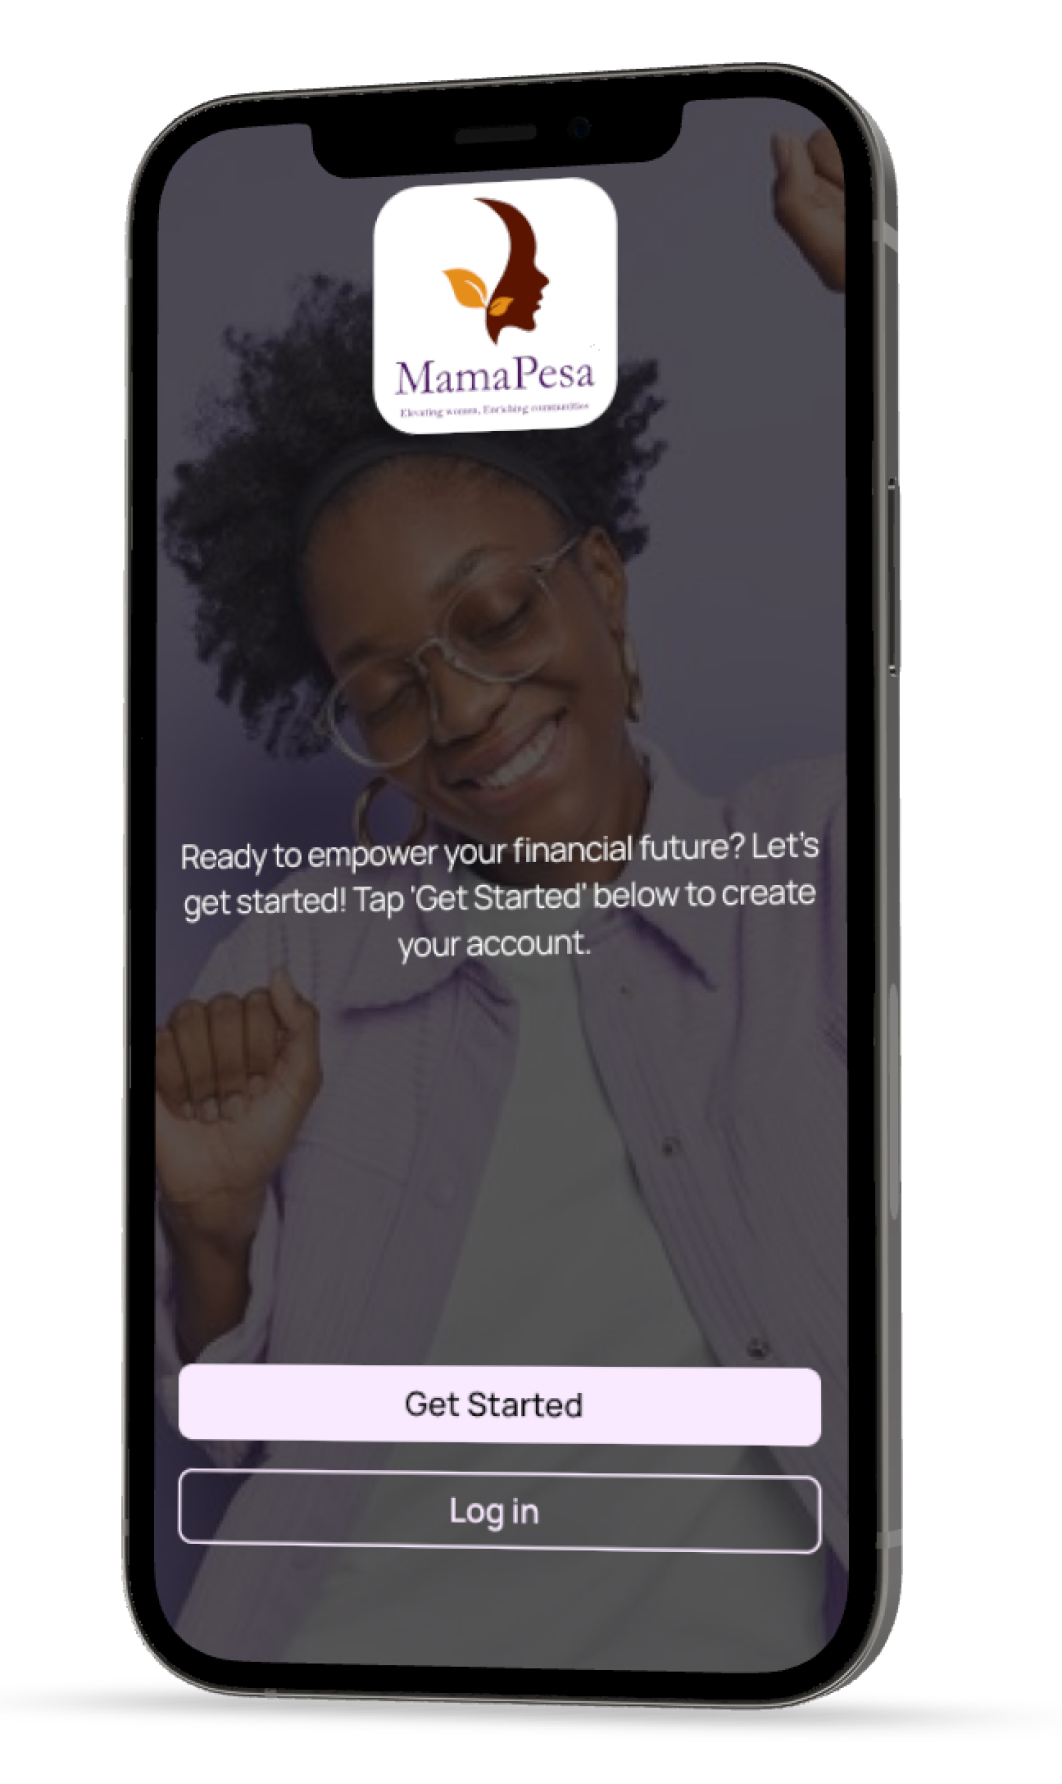 MamaPesa
Elevating women, Enriching communities
Ready to empower your financial future? Let's
get started! Tap 'Get Started' below to create
your account.
Get Started
Log in